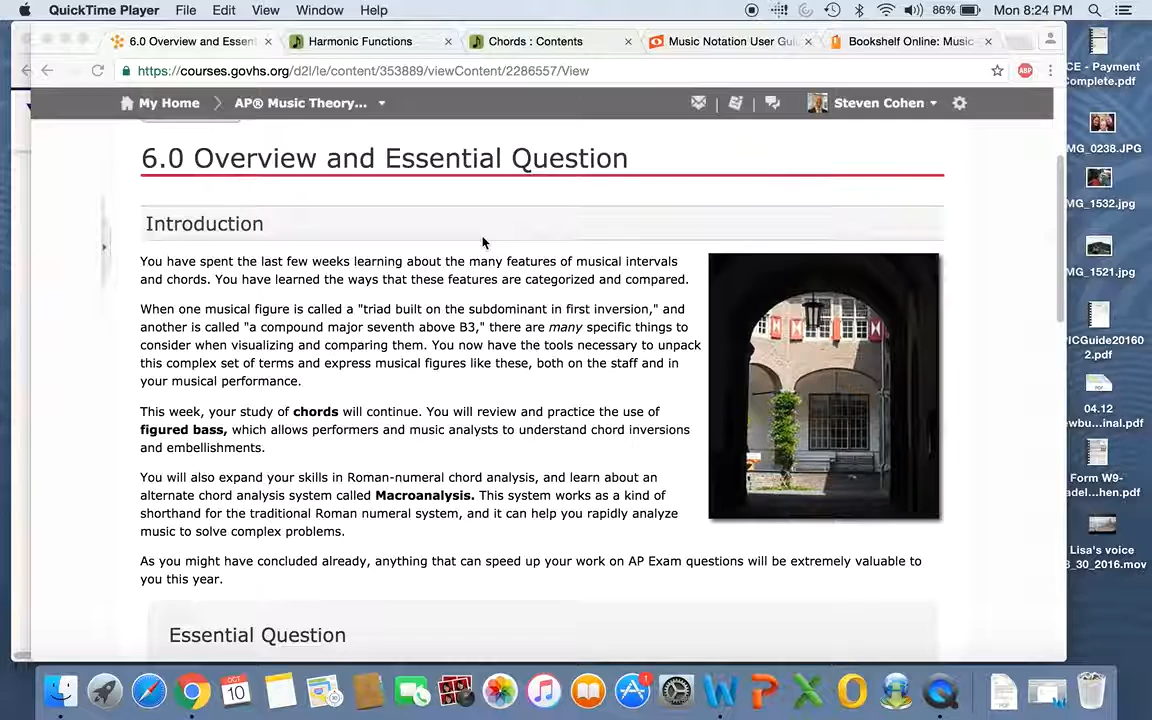 QuickTime Player File Edit View Window Help 86% Mon 8:24 PM
6.0 Overview and Essent Harmonic Functions Chords : Contents Music Notation User Gui Bookshelf Online: Music
https://courses.govhs.org/d2l/le/content/353889/viewContent/2286557/View
ABP
My Home AP® Music Theory... Steven Cohen
6.0 Overview and Essential Question
Introduction
You have spent the last few weeks learning about the many features of musical intervals
and chords. You have learned the ways that these features are categorized and compared.
When one musical figure is called a "triad built on the subdominant in first inversion," and
another is called "a compound major seventh above B3," there are many specific things to
consider when visualizing and comparing them. You now have the tools necessary to unpack
this complex set of terms and express musical figures like these, both on the staff and in
your musical performance.
This week, your study of chords will continue. You will review and practice the use of
figured bass, which allows performers and music analysts to understand chord inversions
and embellishments.
You will also expand your skills in Roman-numeral chord analysis, and learn about an
alternate chord analysis system called Macroanalysis. This system works as a kind of
shorthand for the traditional Roman numeral system, and it can help you rapidly analyze
music to solve complex problems.
As you might have concluded already, anything that can speed up your work on AP Exam questions will be extremely valuable to
you this year.
Essential Question
CE - Payment
Complete.pdf
MG_0238.JPG
MG_1532.jpg
MG_1521.jpg
PICGuide20160
2.pdf
04.12
ewbu...inal.pdf
Form W9-
adel...hen.pdf
Lisa's voice
8_30_2016.mov
OCT
10
1
W P X O
PDF